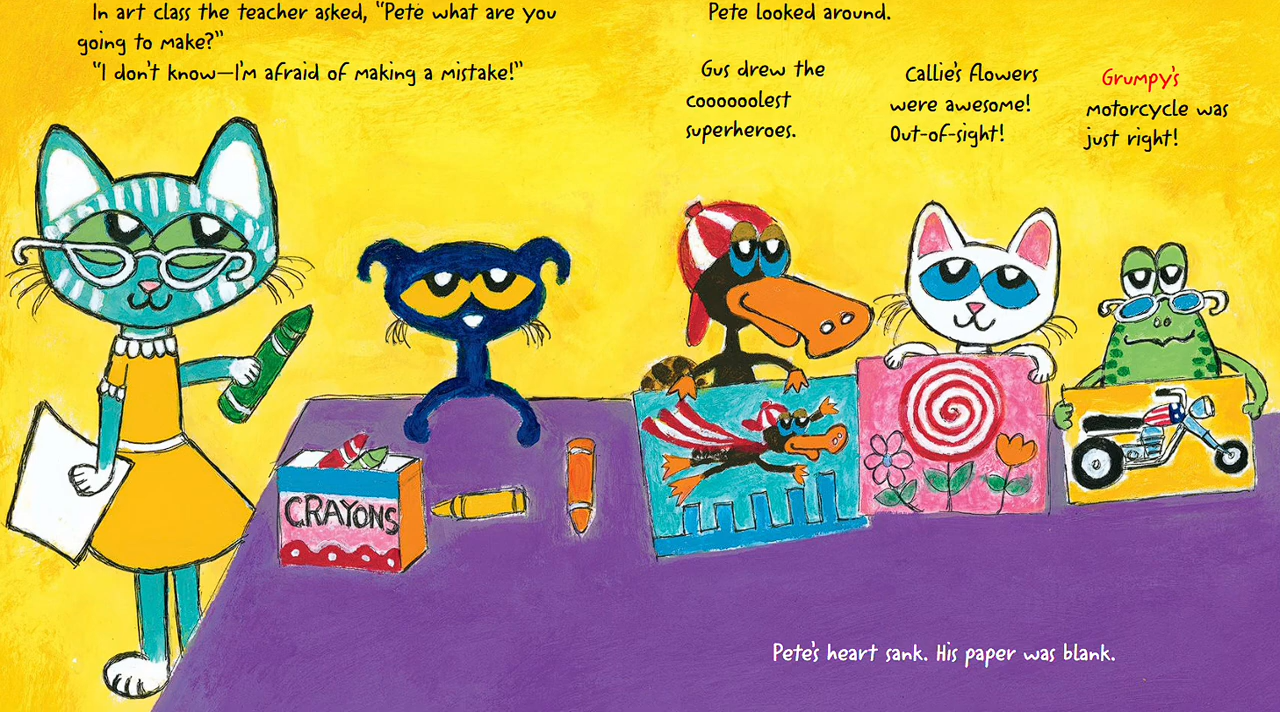 In art class the teacher asked, “Pete what are you
going to make?”
“I don’t know—I’m afraid of making a mistake!”
Pete looked around.
Gus drew the
coooooolest
superheroes.
Callie’s flowers
were awesome!
Out-of-sight!
Grumpy’s
motorcycle was
just right!
CRAYONS
Pete’s heart sank. His paper was blank.